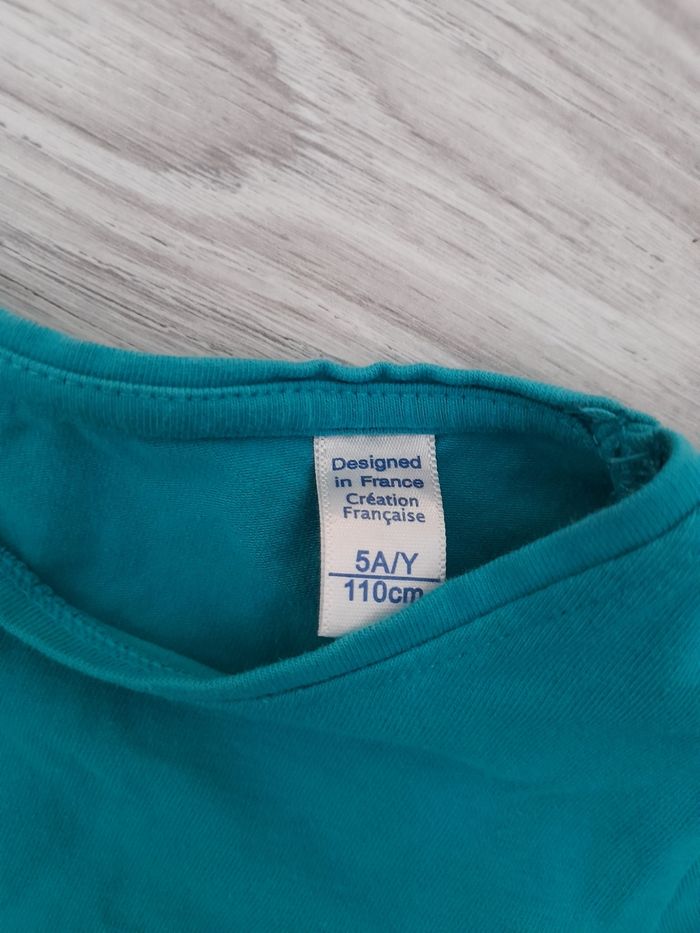 Designed
in France
Création
Française
5A/Y
110cm